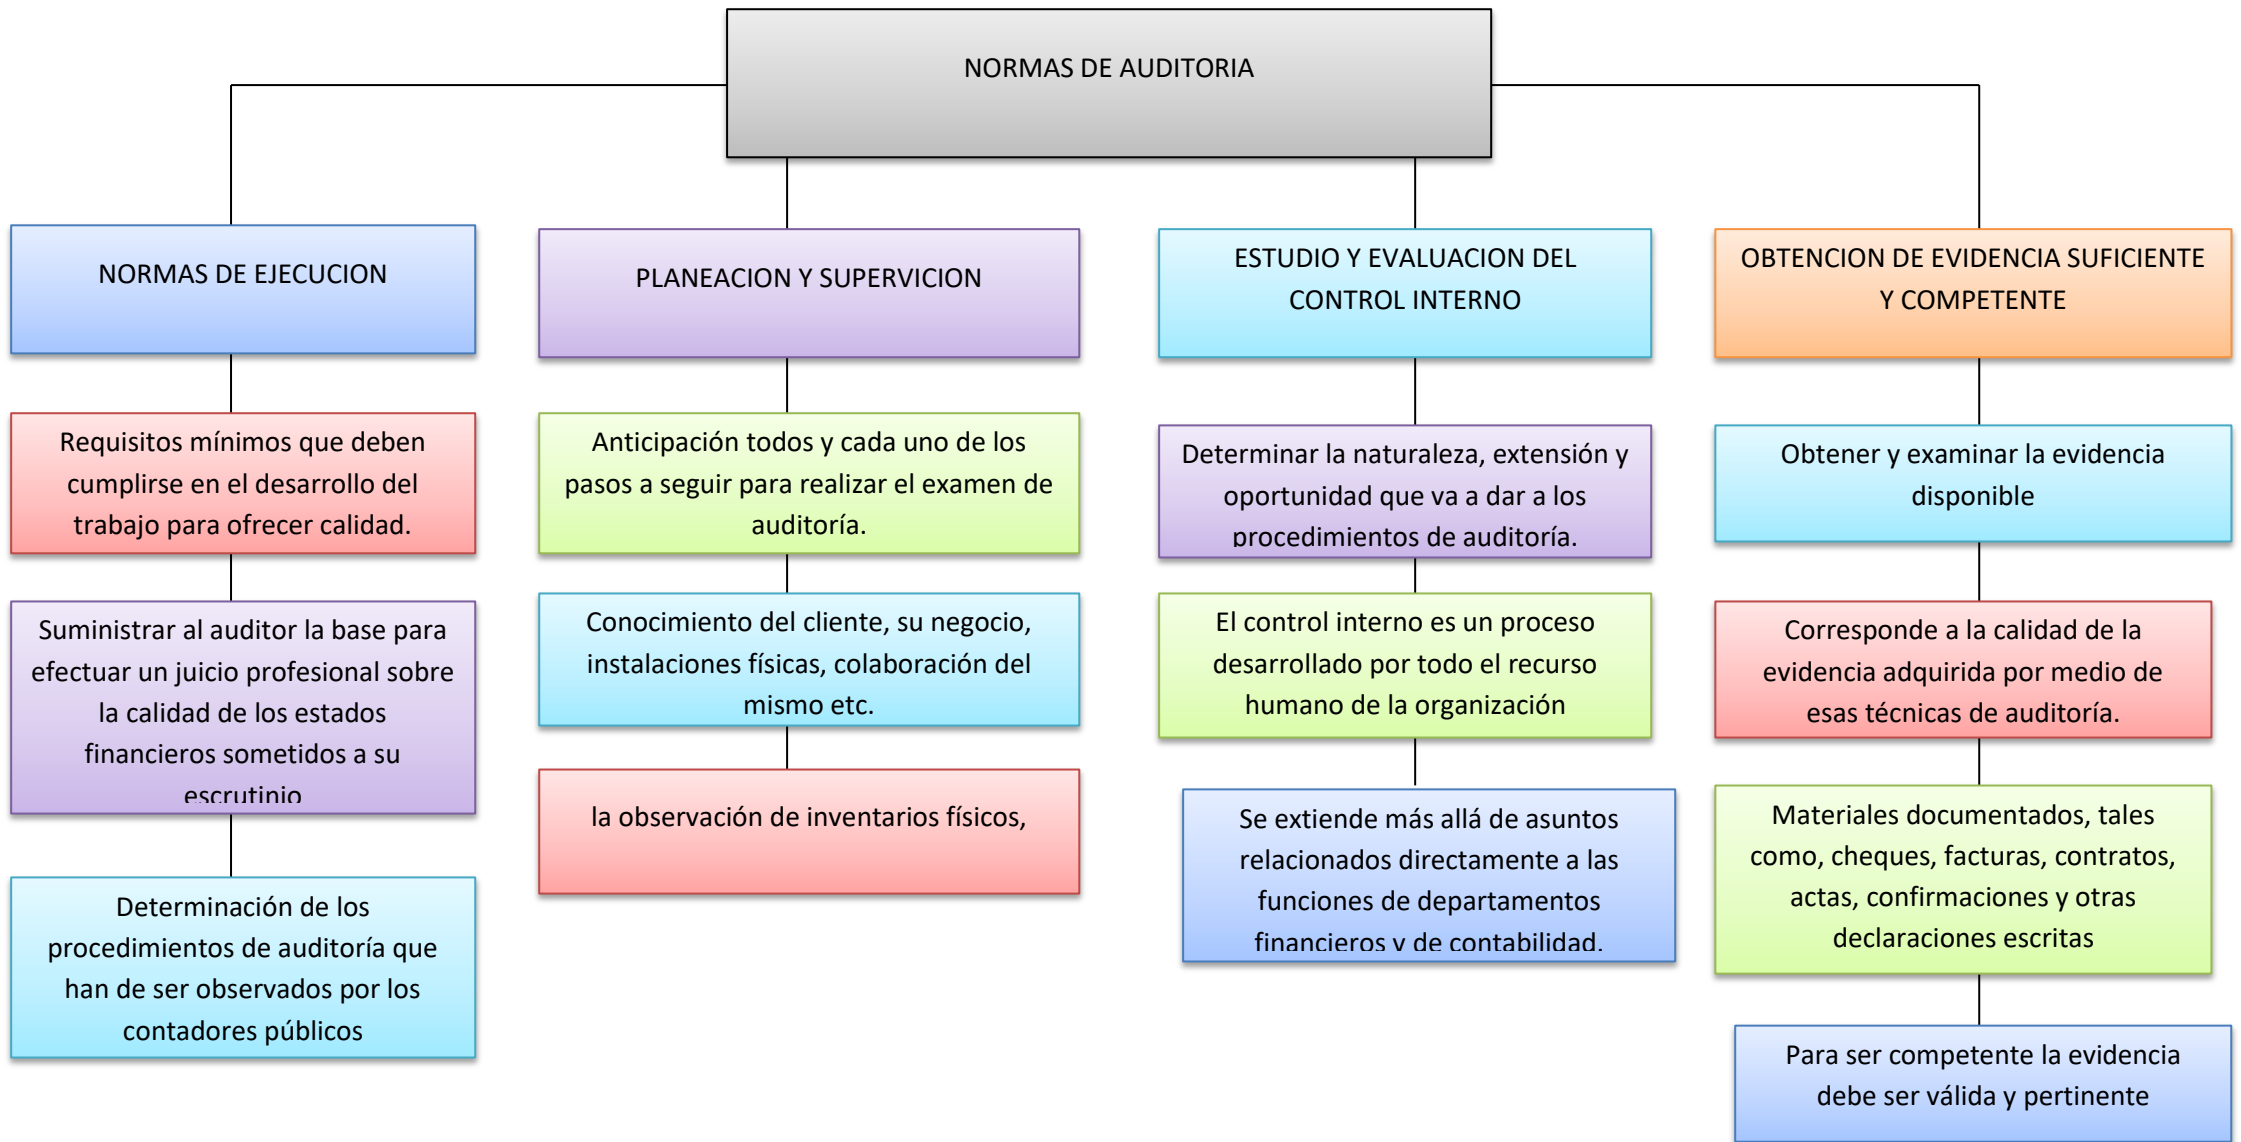 NORMAS DE AUDITORIA
NORMAS DE EJECUCION
Requisitos mínimos que deben
cumplirse en el desarrollo del
trabajo para ofrecer calidad.
Suministrar al auditor la base para
efectuar un juicio profesional sobre
la calidad de los estados
financieros sometidos a su
escrutinio
Determinación de los
procedimientos de auditoría que
han de ser observados por los
contadores públicos
PLANEACION Y SUPERVICION
Anticipación todos y cada uno de los
pasos a seguir para realizar el examen de
auditoría.
Conocimiento del cliente, su negocio,
instalaciones físicas, colaboración del
mismo etc.
la observación de inventarios físicos,
ESTUDIO Y EVALUACION DEL
CONTROL INTERNO
Determinar la naturaleza, extensión y
oportunidad que va a dar a los
procedimientos de auditoría.
El control interno es un proceso
desarrollado por todo el recurso
humano de la organización
Se extiende más allá de asuntos
relacionados directamente a las
funciones de departamentos
financieros y de contabilidad.
OBTENCION DE EVIDENCIA SUFICIENTE
Y COMPETENTE
Obtener y examinar la evidencia
disponible
Corresponde a la calidad de la
evidencia adquirida por medio de
esas técnicas de auditoría.
Materiales documentados, tales
como, cheques, facturas, contratos,
actas, confirmaciones y otras
declaraciones escritas
Para ser competente la evidencia
debe ser válida y pertinente